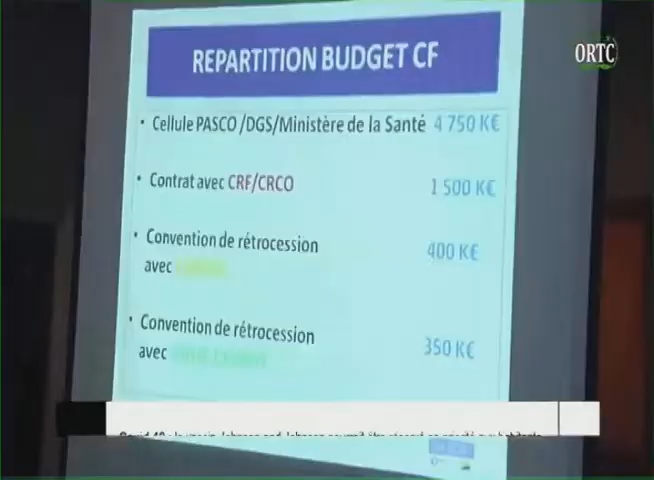 ORTC
REPARTITION BUDGET CF
• Cellule PASCO/DGS/Ministère de la Santé 4 750 K€
• Contrat avec CRF/CRCO 1 500 K€
• Convention de rétrocession 400 K€
avec
• Convention de rétrocession 350 K€
avec